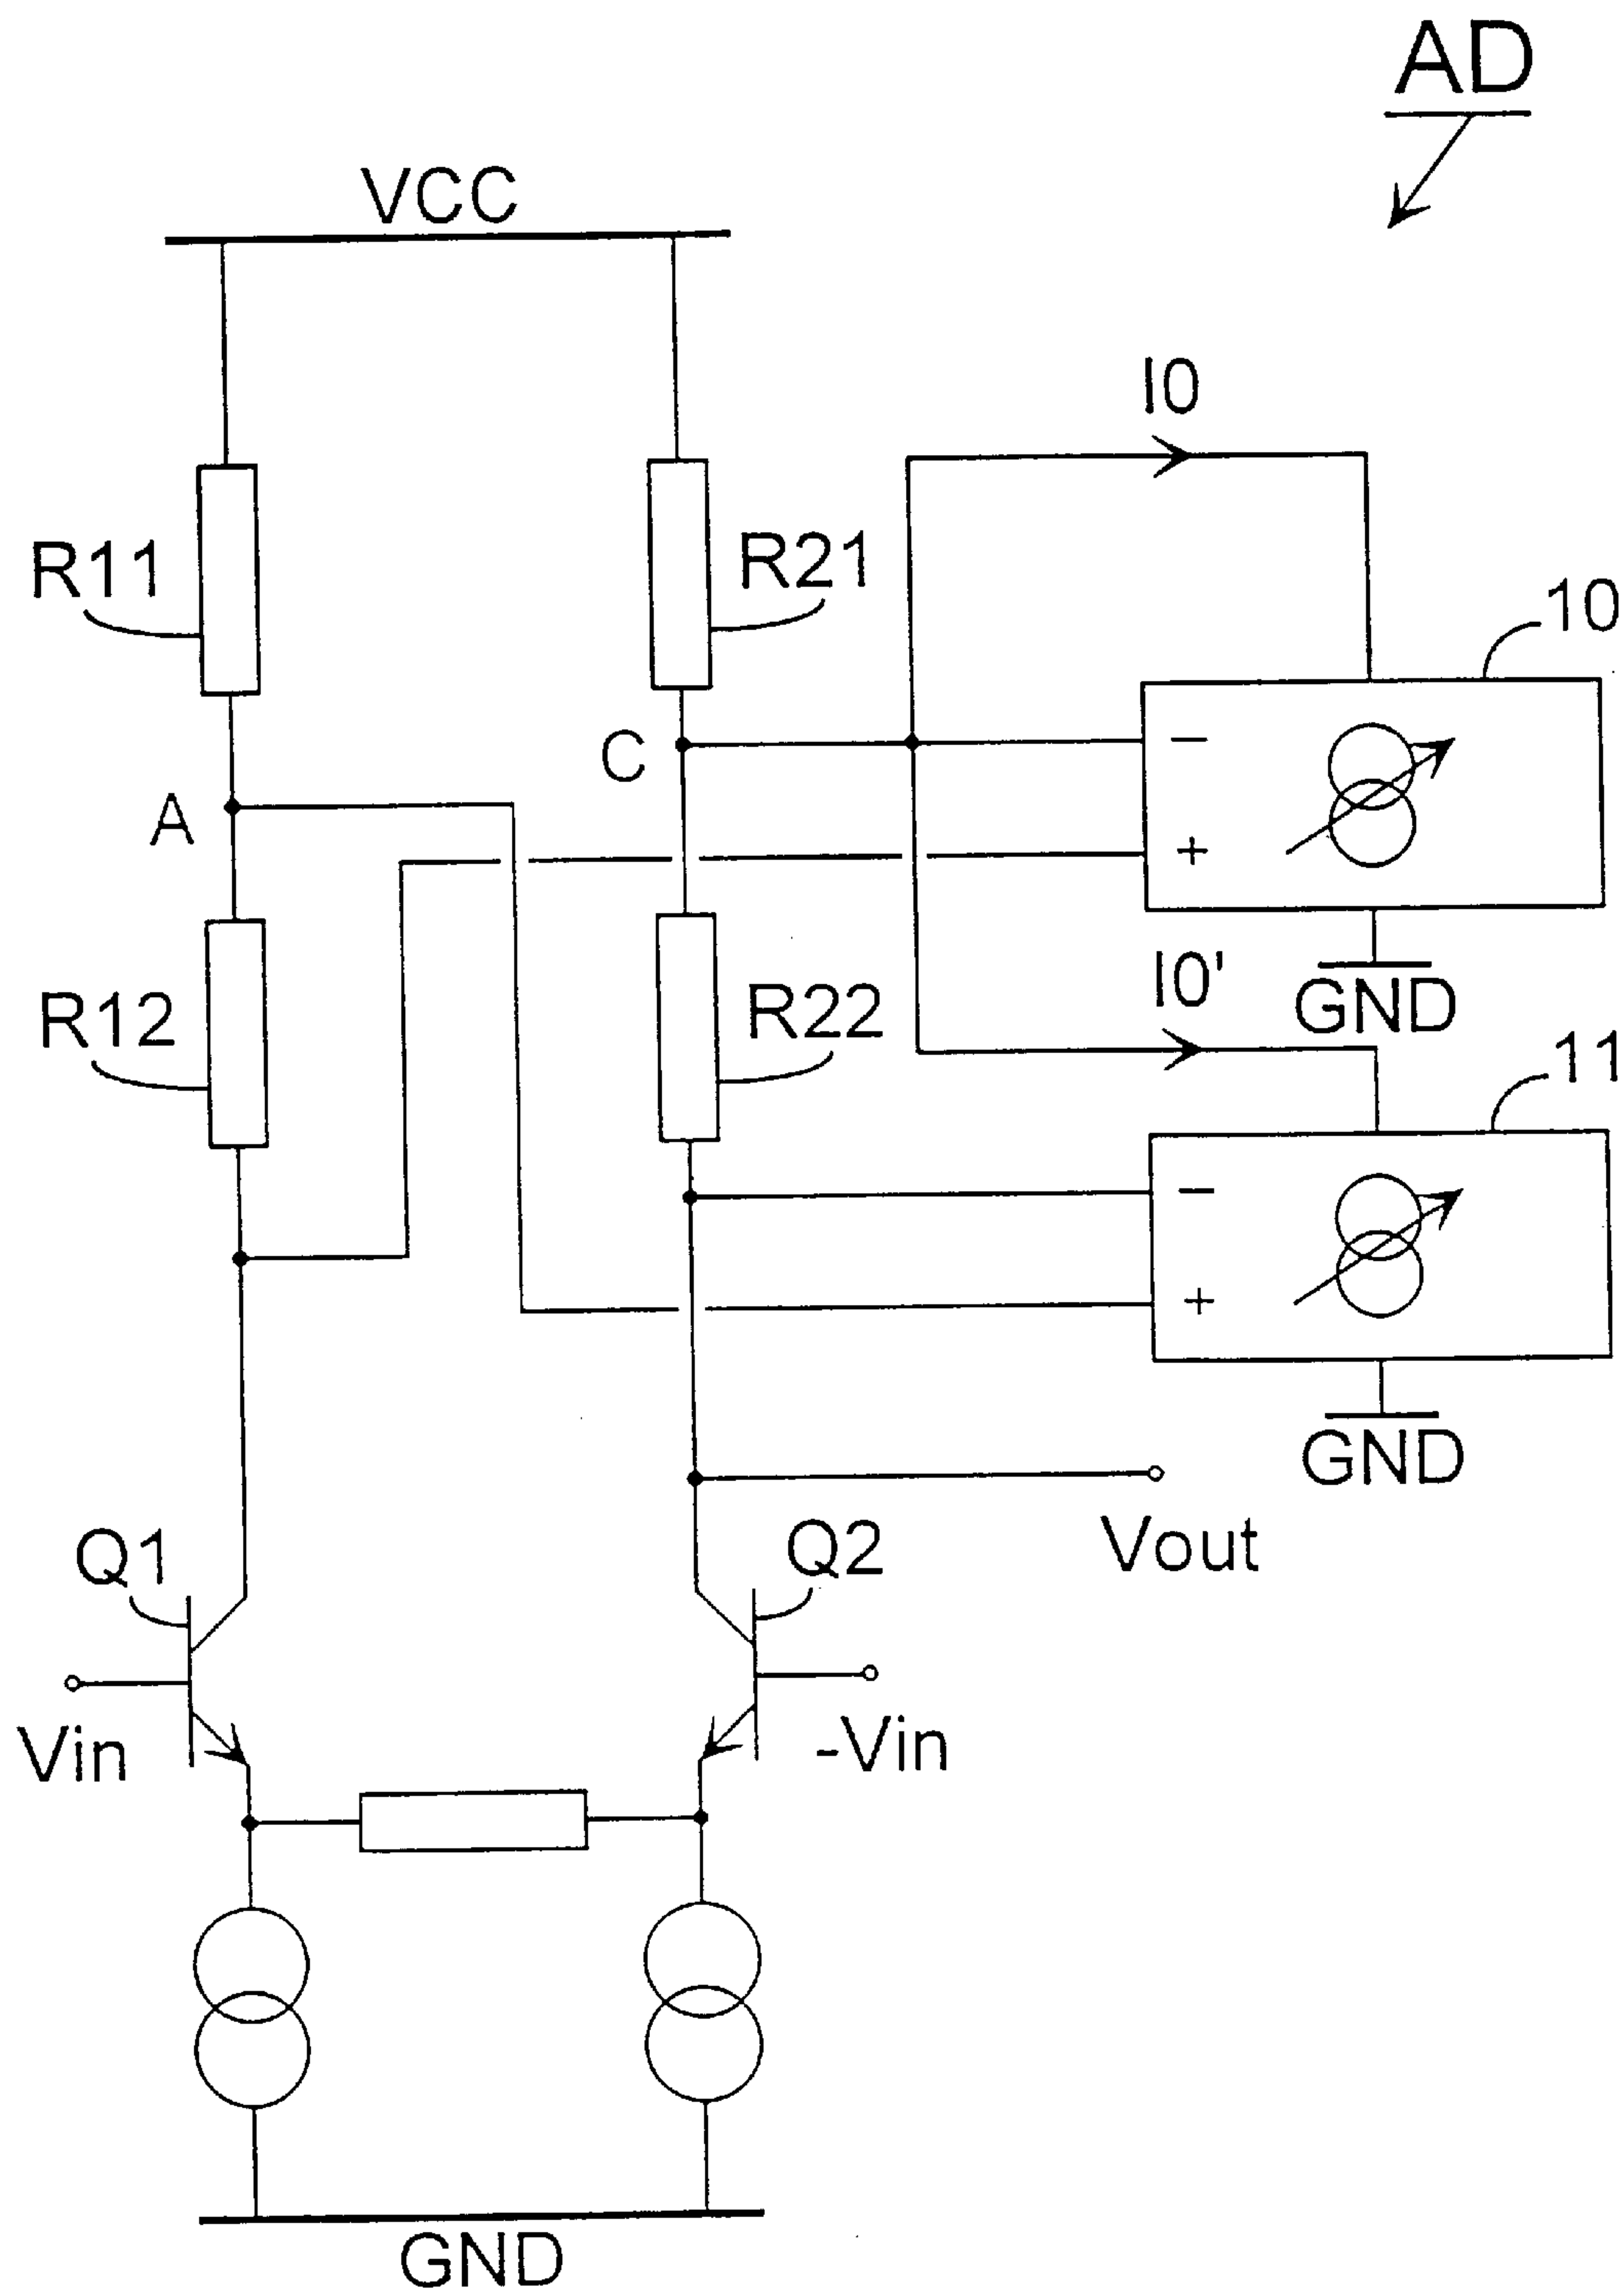 AD
VCC
I0
R11
R21
10
C
−
A
+
I0'
GND
R12
R22
11
−
+
GND
Q1
Q2
Vout
Vin
-Vin
GND